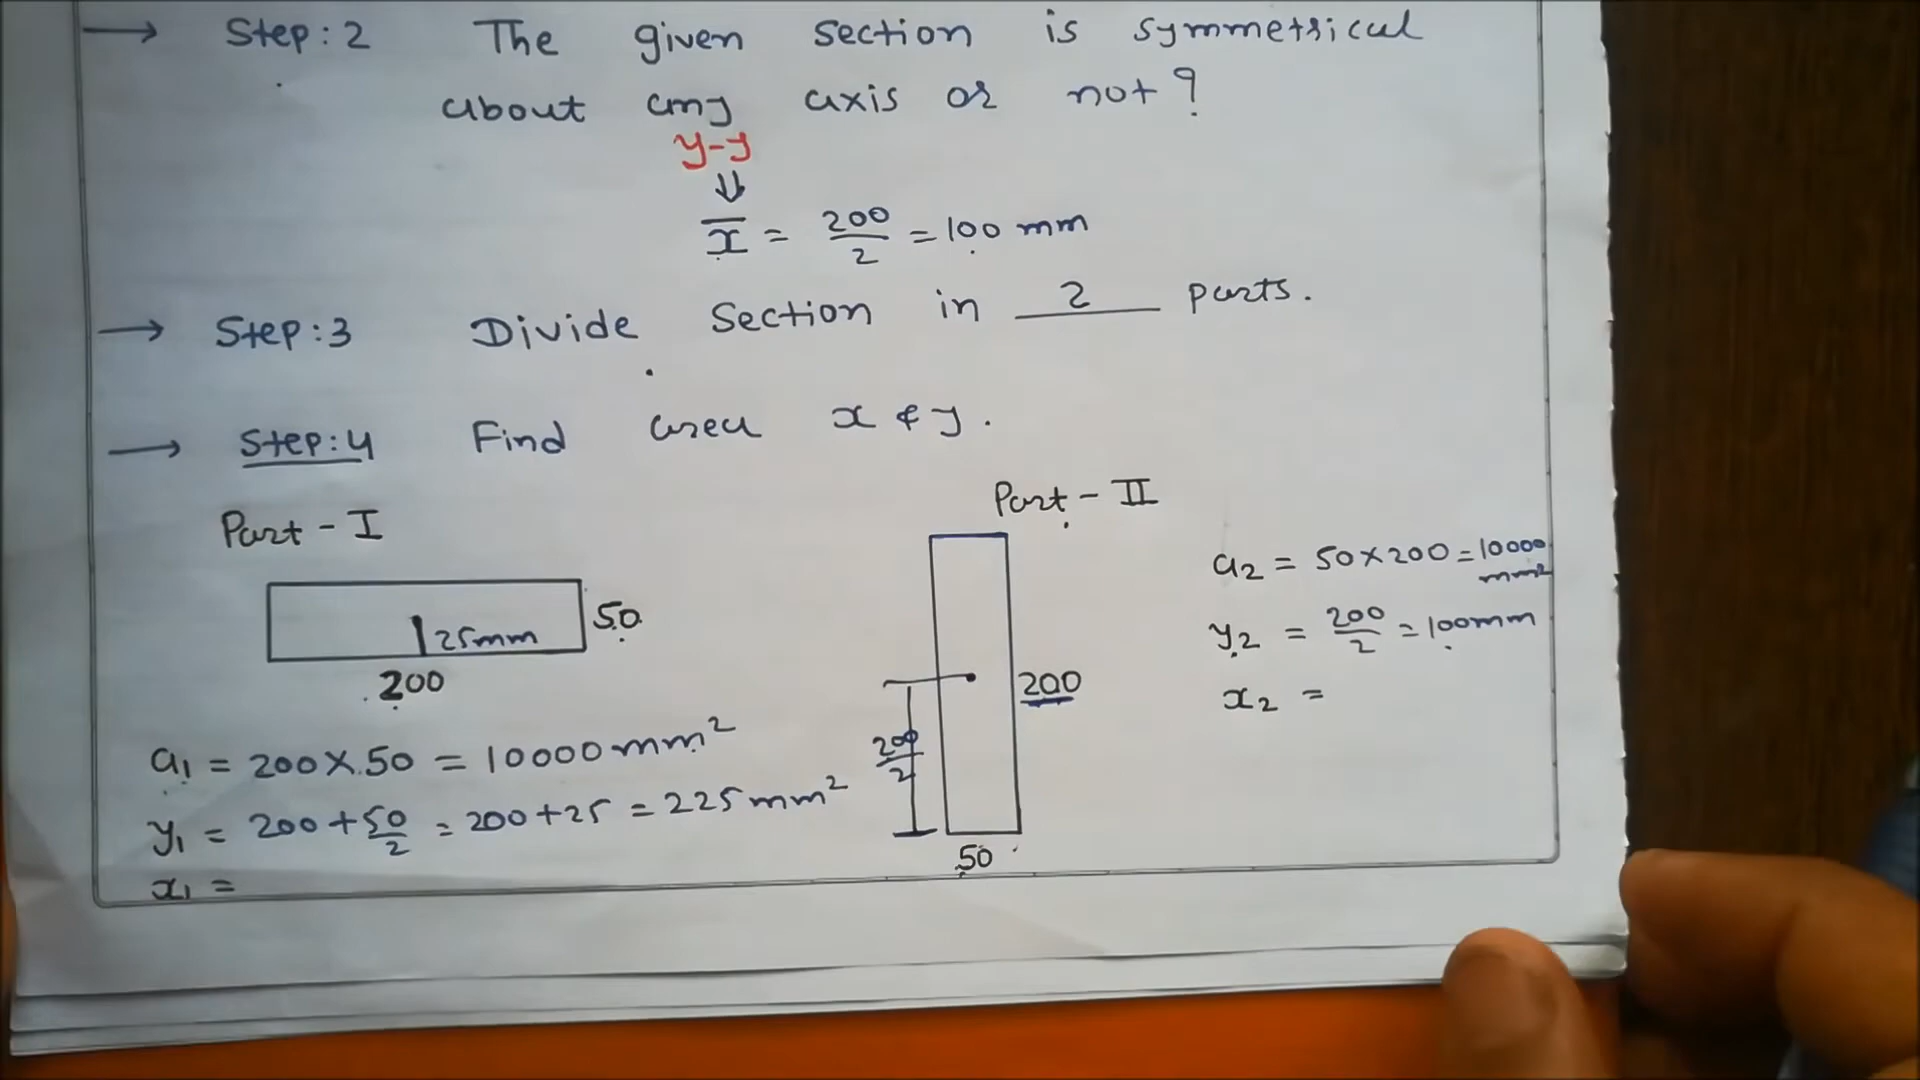 → Step:2 The given section is symmetrical
about any axis or not?
y-y
⇓
x̅ = 200/2 = 100 mm
→ Step:3 Divide Section in 2 parts.
→ Step:4 Find area x & y.
Part - I
50
25mm
200
a₁ = 200 × 50 = 10000 mm²
y₁ = 200 + 50/2 = 200 + 25 = 225 mm²
x₁ =
Part - II
200
200/2
50
a₂ = 50 × 200 = 10000 mm²
y₂ = 200/2 = 100mm
x₂ =